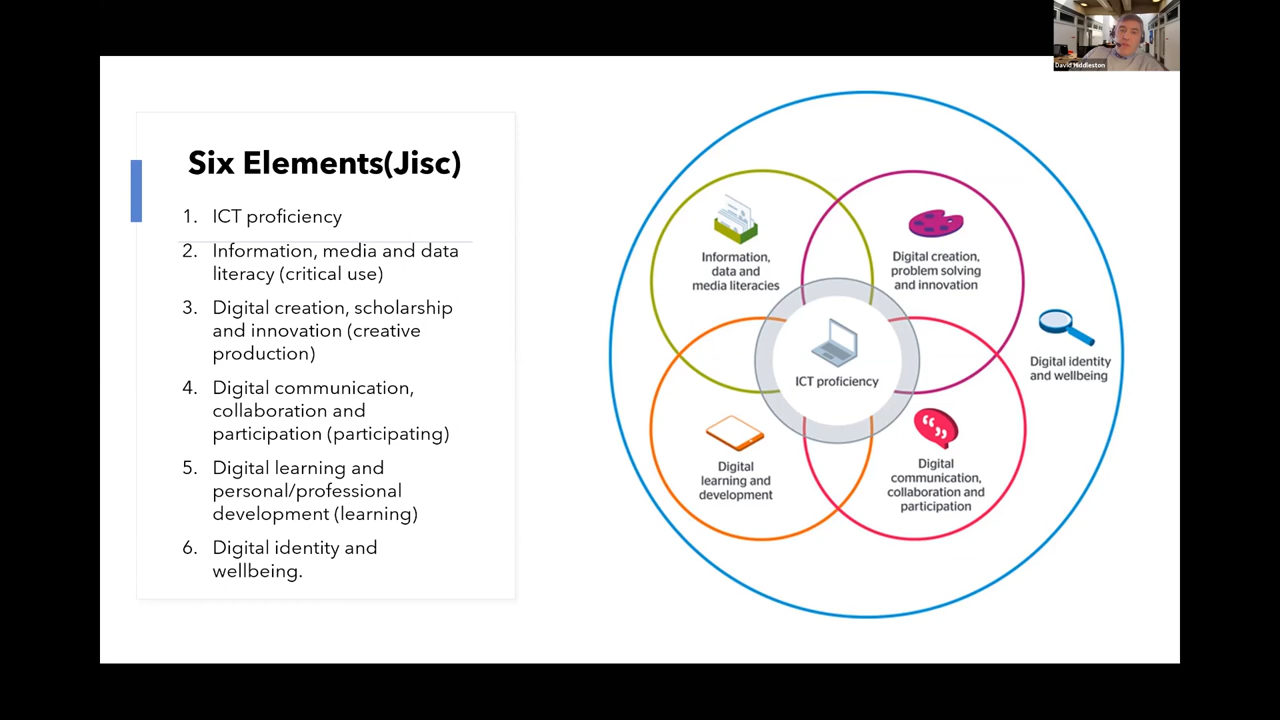 David Hiddleston
Six Elements(Jisc)
1. ICT proficiency
2. Information, media and data
literacy (critical use)
3. Digital creation, scholarship
and innovation (creative
production)
4. Digital communication,
collaboration and
participation (participating)
5. Digital learning and
personal/professional
development (learning)
6. Digital identity and
wellbeing.
Information,
data and
media literacies
Digital creation,
problem solving
and innovation
ICT proficiency
Digital identity
and wellbeing
Digital
learning and
development
Digital
communication,
collaboration and
participation